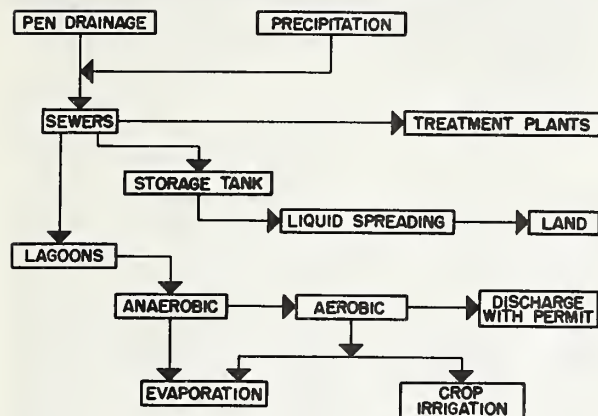 PEN DRAINAGE
PRECIPITATION
SEWERS
TREATMENT PLANTS
STORAGE TANK
LIQUID SPREADING
LAND
LAGOONS
ANAEROBIC
AEROBIC
DISCHARGE
WITH PERMIT
EVAPORATION
CROP
IRRIGATION